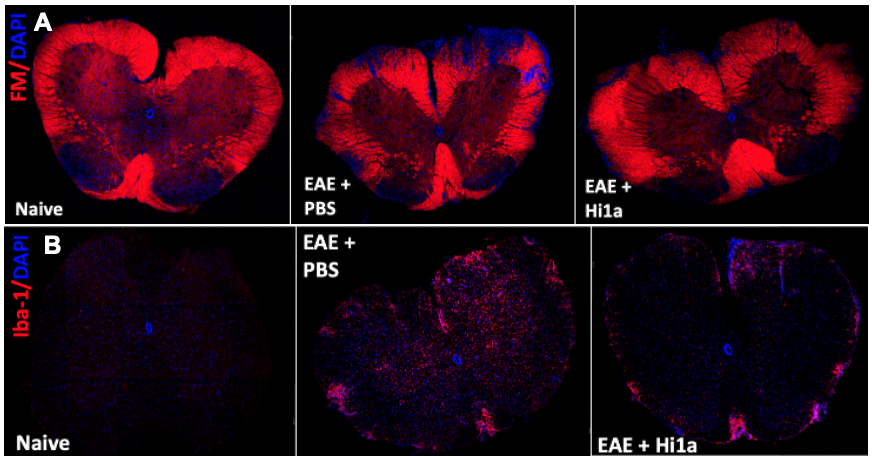 A
FM/DAPI
Naive
EAE +
PBS
EAE +
Hi1a
B
Iba-1/DAPI
Naive
EAE +
PBS
EAE + Hi1a